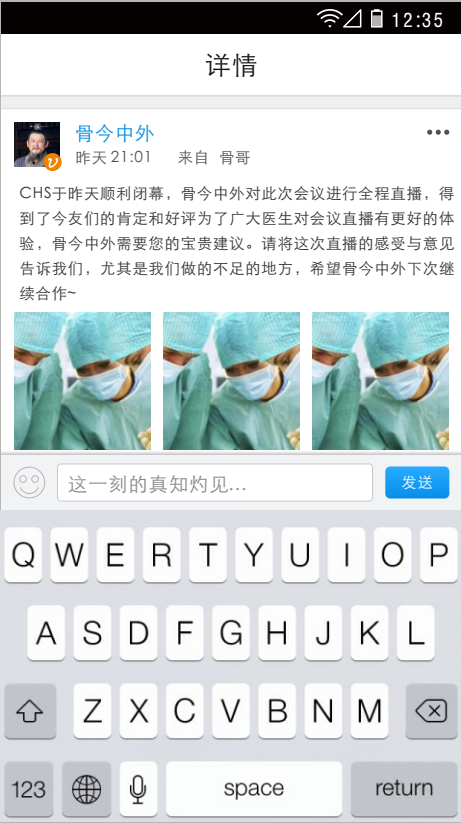 12:35
详情
骨今中外
昨天 21:01 来自 骨哥
CHS于昨天顺利闭幕，骨今中外对此次会议进行全程直播，得
到了今友们的肯定和好评为了广大医生对会议直播有更好的体
验，骨今中外需要您的宝贵建议。请将这次直播的感受与意见
告诉我们，尤其是我们做的不足的地方，希望骨今中外下次继
续合作~
这一刻的真知灼见...
发送
Q W E R T Y U I O P
A S D F G H J K L
Z X C V B N M
123 space return